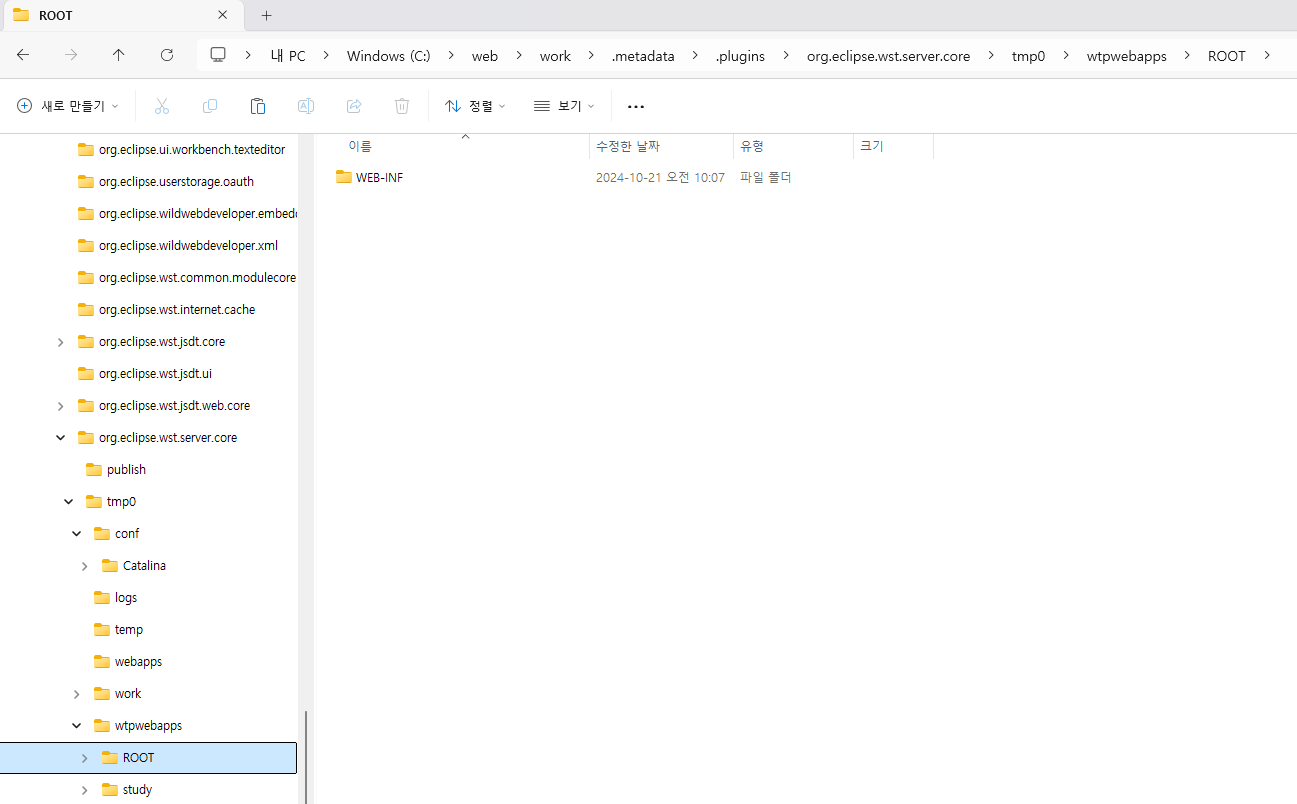 ROOT
내 PC > Windows (C:) > web > work > .metadata > .plugins > org.eclipse.wst.server.core > tmp0 > wtpwebapps > ROOT >
새로 만들기 정렬 보기 ...
이름 수정한 날짜 유형 크기
WEB-INF 2024-10-21 오전 10:07 파일 폴더
org.eclipse.ui.workbench.texteditor
org.eclipse.userstorage.oauth
org.eclipse.wildwebdeveloper.embedd
org.eclipse.wildwebdeveloper.xml
org.eclipse.wst.common.modulecore
org.eclipse.wst.internet.cache
org.eclipse.wst.jsdt.core
org.eclipse.wst.jsdt.ui
org.eclipse.wst.jsdt.web.core
org.eclipse.wst.server.core
publish
tmp0
conf
Catalina
logs
temp
webapps
work
wtpwebapps
ROOT
study